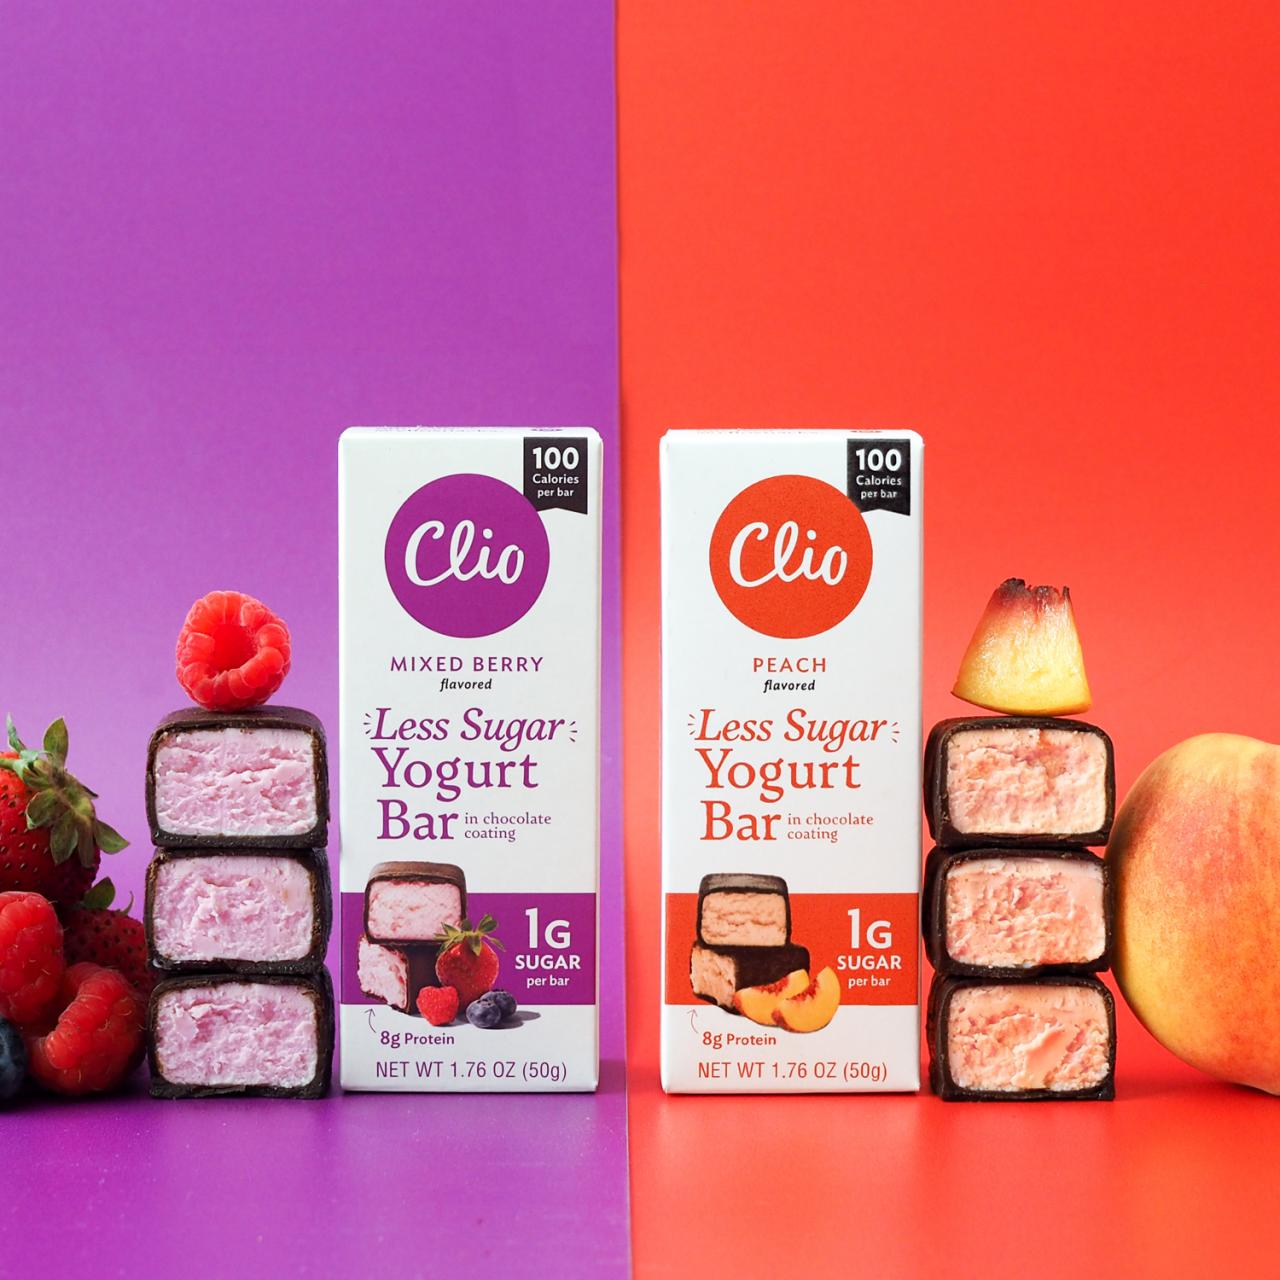 100
Calories
per bar
Clio
MIXED BERRY
flavored
Less Sugar
Yogurt
Bar in chocolate
coating
1G
SUGAR
per bar
8g Protein
NET WT 1.76 OZ (50g)
100
Calories
per bar
Clio
PEACH
flavored
Less Sugar
Yogurt
Bar in chocolate
coating
1G
SUGAR
per bar
8g Protein
NET WT 1.76 OZ (50g)